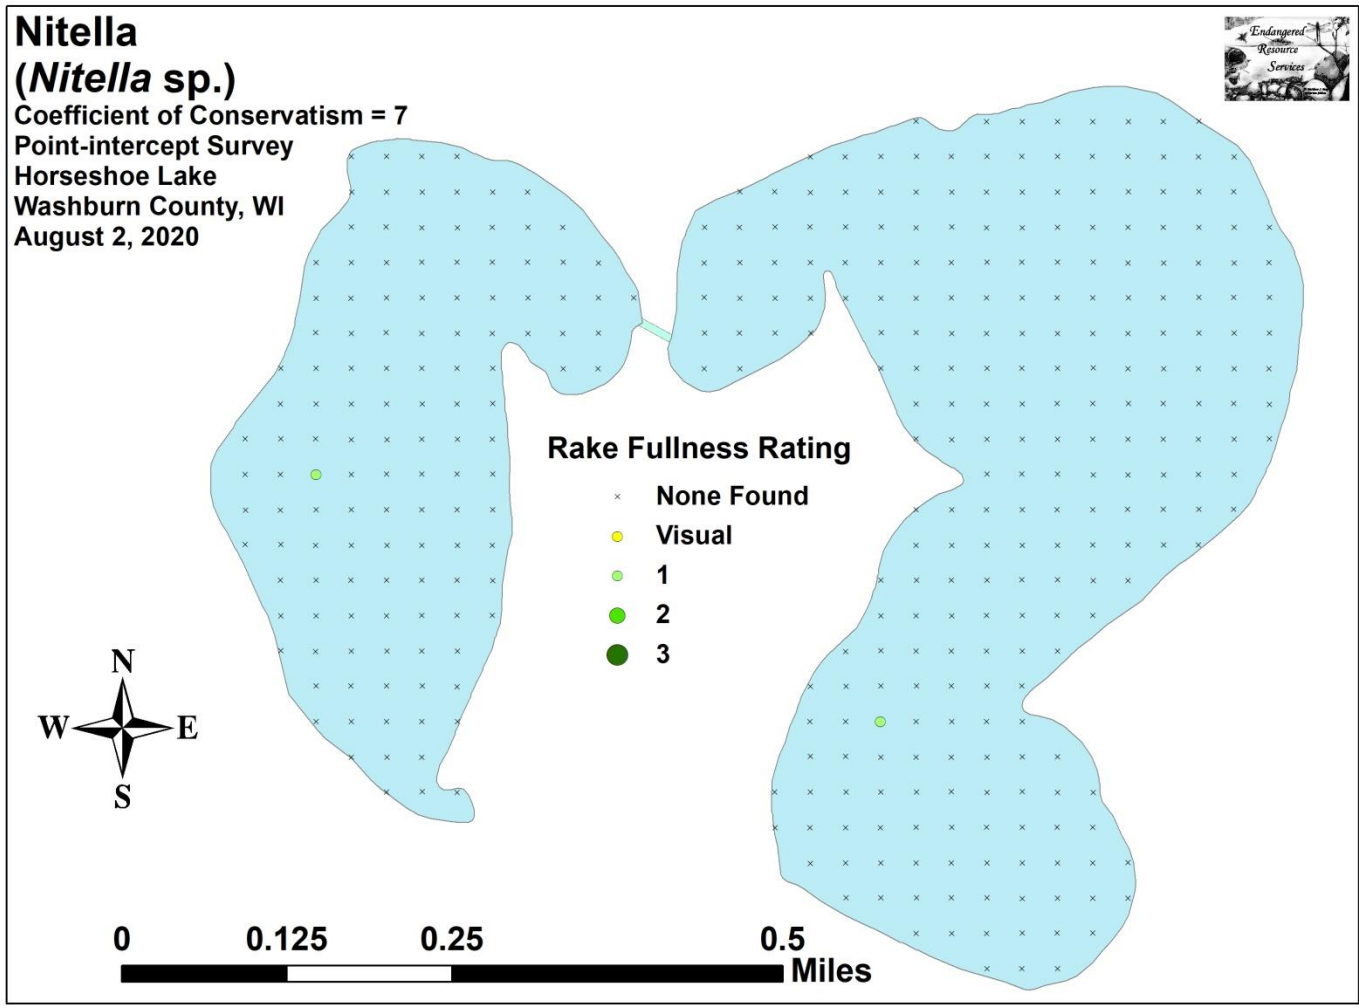 Nitella
(Nitella sp.)
Coefficient of Conservatism = 7
Point-intercept Survey
Horseshoe Lake
Washburn County, WI
August 2, 2020
Endangered
Resource
Services
Rake Fullness Rating
None Found
Visual
1
2
3
N
W E
S
0 0.125 0.25 0.5
Miles